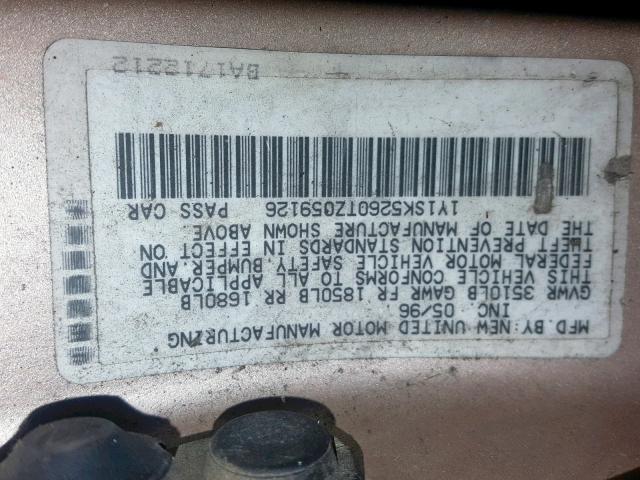 MFD. BY: NEW UNITED MOTOR MANUFACTURING
INC 05/96
GVWR 3510LB GAWR FR 1850LB RR 1680LB
THIS VEHICLE CONFORMS TO ALL APPLICABLE
FEDERAL MOTOR VEHICLE SAFETY, BUMPER, AND
THEFT PREVENTION STANDARDS IN EFFECT ON
THE DATE OF MANUFACTURE SHOWN ABOVE
1Y1SK5260TZ059126 PASS CAR
BA1712212